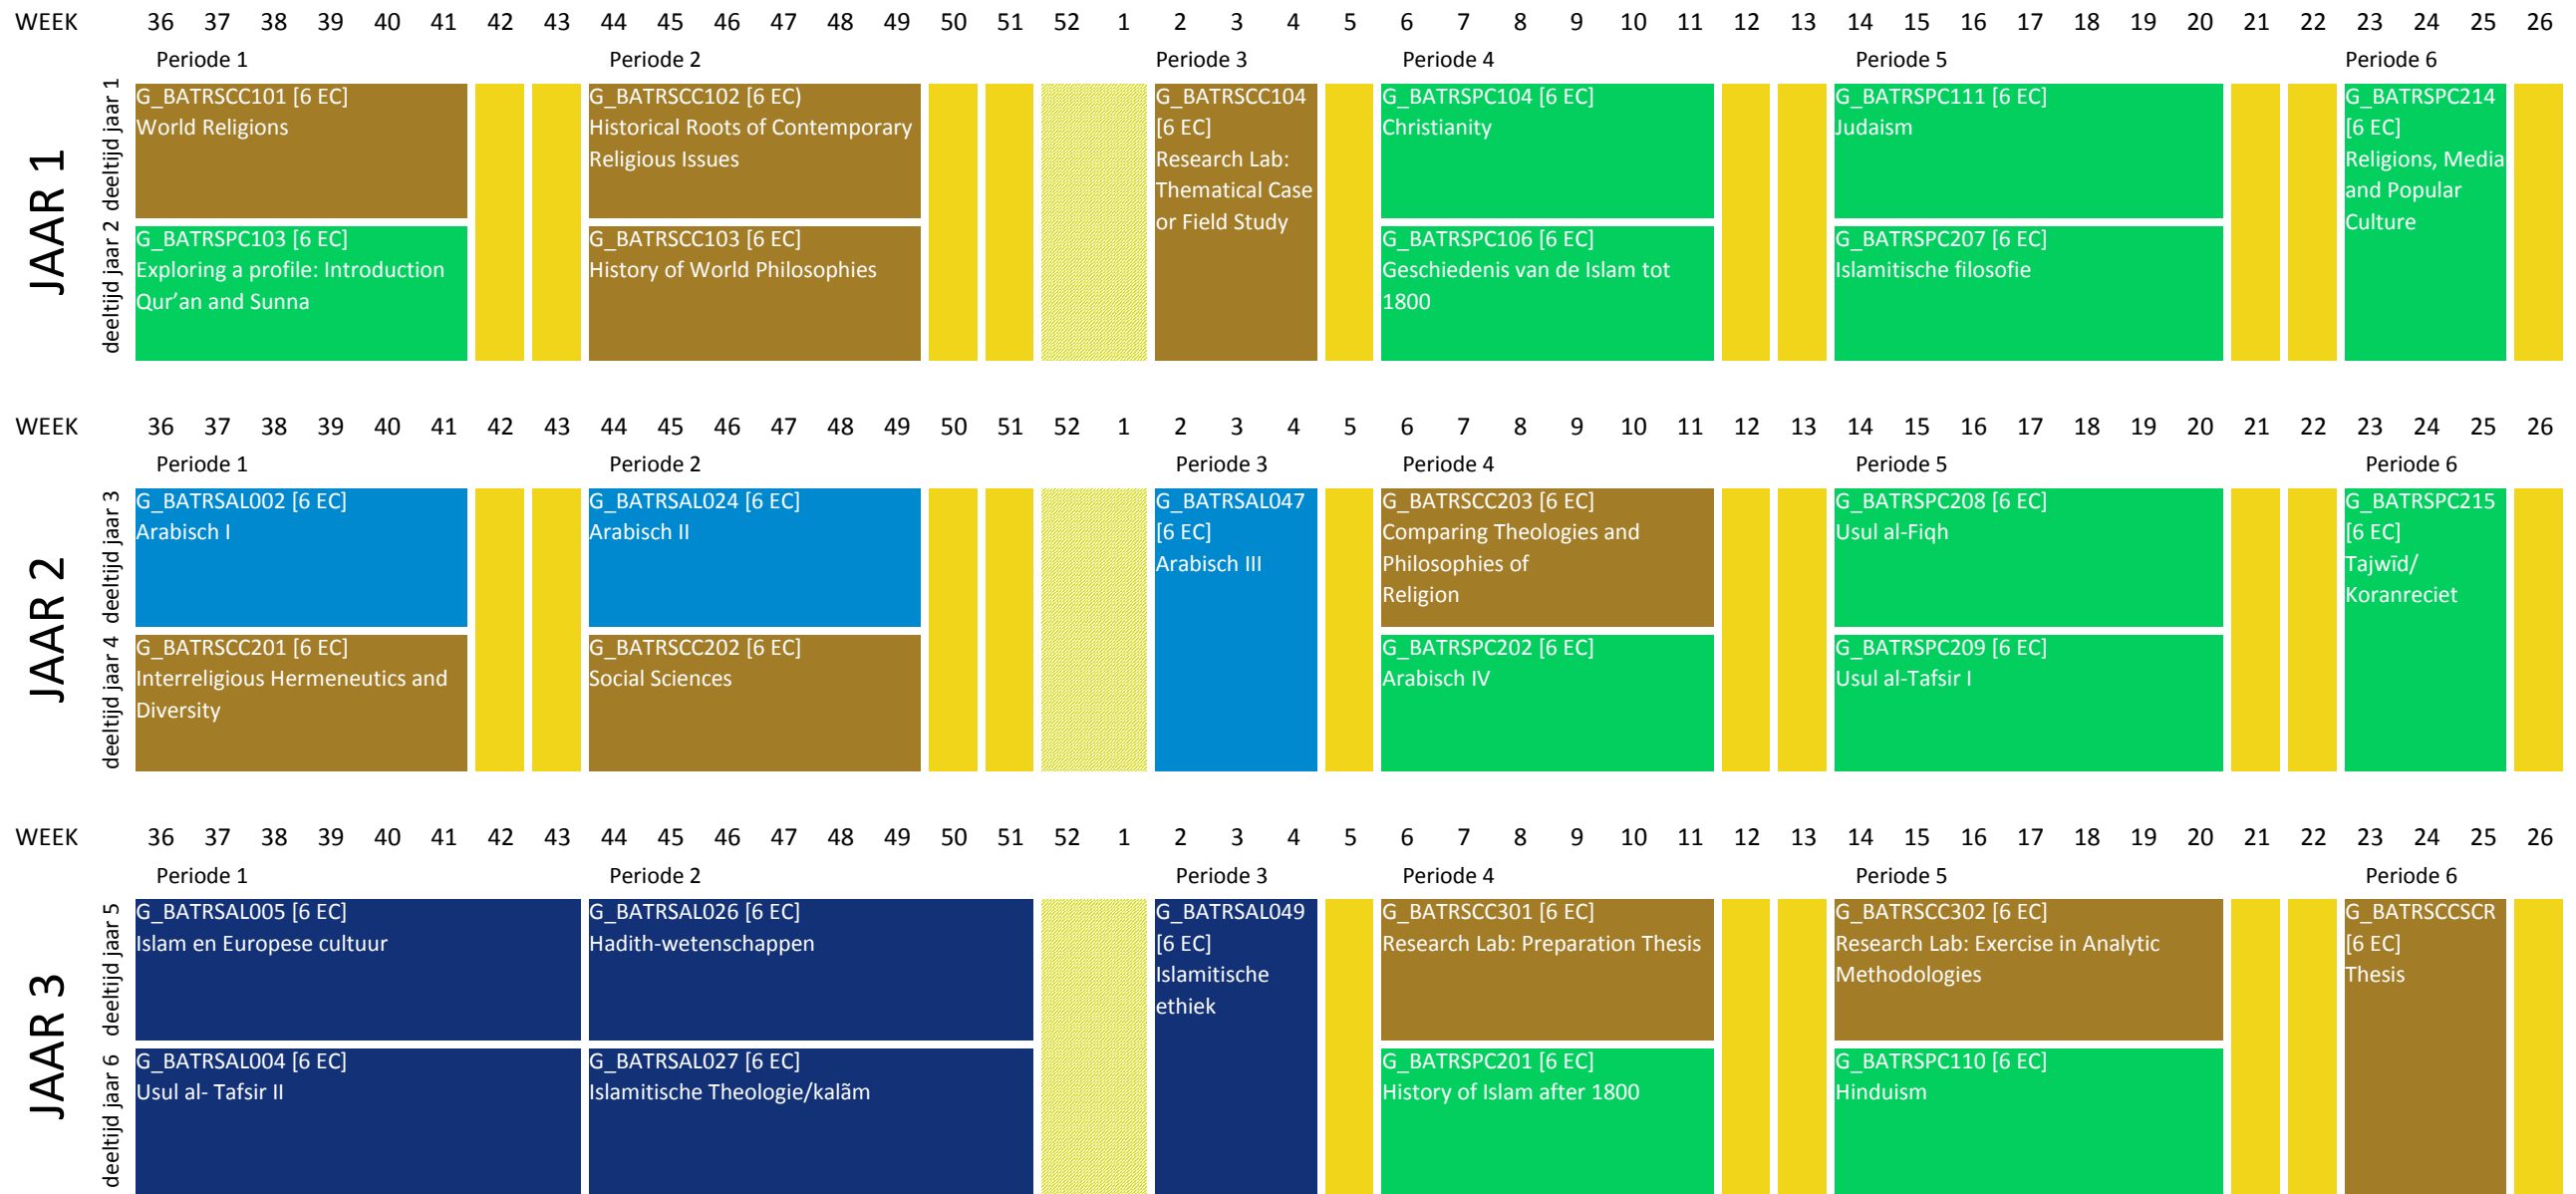 WEEK 36 37 38 39 40 41 42 43 44 45 46 47 48 49 50 51 52 1 2 3 4 5 6 7 8 9 10 11 12 13 14 15 16 17 18 19 20 21 22 23 24 25 26
Periode 1 Periode 2 Periode 3 Periode 4 Periode 5 Periode 6
JAAR 1
deeltijd jaar 1
G_BATRSCC101 [6 EC]
World Religions
G_BATRSCC102 [6 EC)
Historical Roots of Contemporary
Religious Issues
G_BATRSCC104
[6 EC]
Research Lab:
Thematical Case
or Field Study
G_BATRSPC104 [6 EC]
Christianity
G_BATRSPC111 [6 EC]
Judaism
G_BATRSPC214
[6 EC]
Religions, Media
and Popular
Culture
deeltijd jaar 2
G_BATRSPC103 [6 EC]
Exploring a profile: Introduction
Qur’an and Sunna
G_BATRSCC103 [6 EC]
History of World Philosophies
G_BATRSPC106 [6 EC]
Geschiedenis van de Islam tot
1800
G_BATRSPC207 [6 EC]
Islamitische filosofie
WEEK 36 37 38 39 40 41 42 43 44 45 46 47 48 49 50 51 52 1 2 3 4 5 6 7 8 9 10 11 12 13 14 15 16 17 18 19 20 21 22 23 24 25 26
Periode 1 Periode 2 Periode 3 Periode 4 Periode 5 Periode 6
JAAR 2
deeltijd jaar 3
G_BATRSAL002 [6 EC]
Arabisch I
G_BATRSAL024 [6 EC]
Arabisch II
G_BATRSAL047
[6 EC]
Arabisch III
G_BATRSCC203 [6 EC]
Comparing Theologies and
Philosophies of
Religion
G_BATRSPC208 [6 EC]
Usul al-Fiqh
G_BATRSPC215
[6 EC]
Tajwīd/
Koranreciet
deeltijd jaar 4
G_BATRSCC201 [6 EC]
Interreligious Hermeneutics and
Diversity
G_BATRSCC202 [6 EC]
Social Sciences
G_BATRSPC202 [6 EC]
Arabisch IV
G_BATRSPC209 [6 EC]
Usul al-Tafsir I
WEEK 36 37 38 39 40 41 42 43 44 45 46 47 48 49 50 51 52 1 2 3 4 5 6 7 8 9 10 11 12 13 14 15 16 17 18 19 20 21 22 23 24 25 26
Periode 1 Periode 2 Periode 3 Periode 4 Periode 5 Periode 6
JAAR 3
deeltijd jaar 5
G_BATRSAL005 [6 EC]
Islam en Europese cultuur
G_BATRSAL026 [6 EC]
Hadith-wetenschappen
G_BATRSAL049
[6 EC]
Islamitische
ethiek
G_BATRSCC301 [6 EC]
Research Lab: Preparation Thesis
G_BATRSCC302 [6 EC]
Research Lab: Exercise in Analytic
Methodologies
G_BATRSCCSCR
[6 EC]
Thesis
deeltijd jaar 6
G_BATRSAL004 [6 EC]
Usul al- Tafsir II
G_BATRSAL027 [6 EC]
Islamitische Theologie/kalãm
G_BATRSPC201 [6 EC]
History of Islam after 1800
G_BATRSPC110 [6 EC]
Hinduism